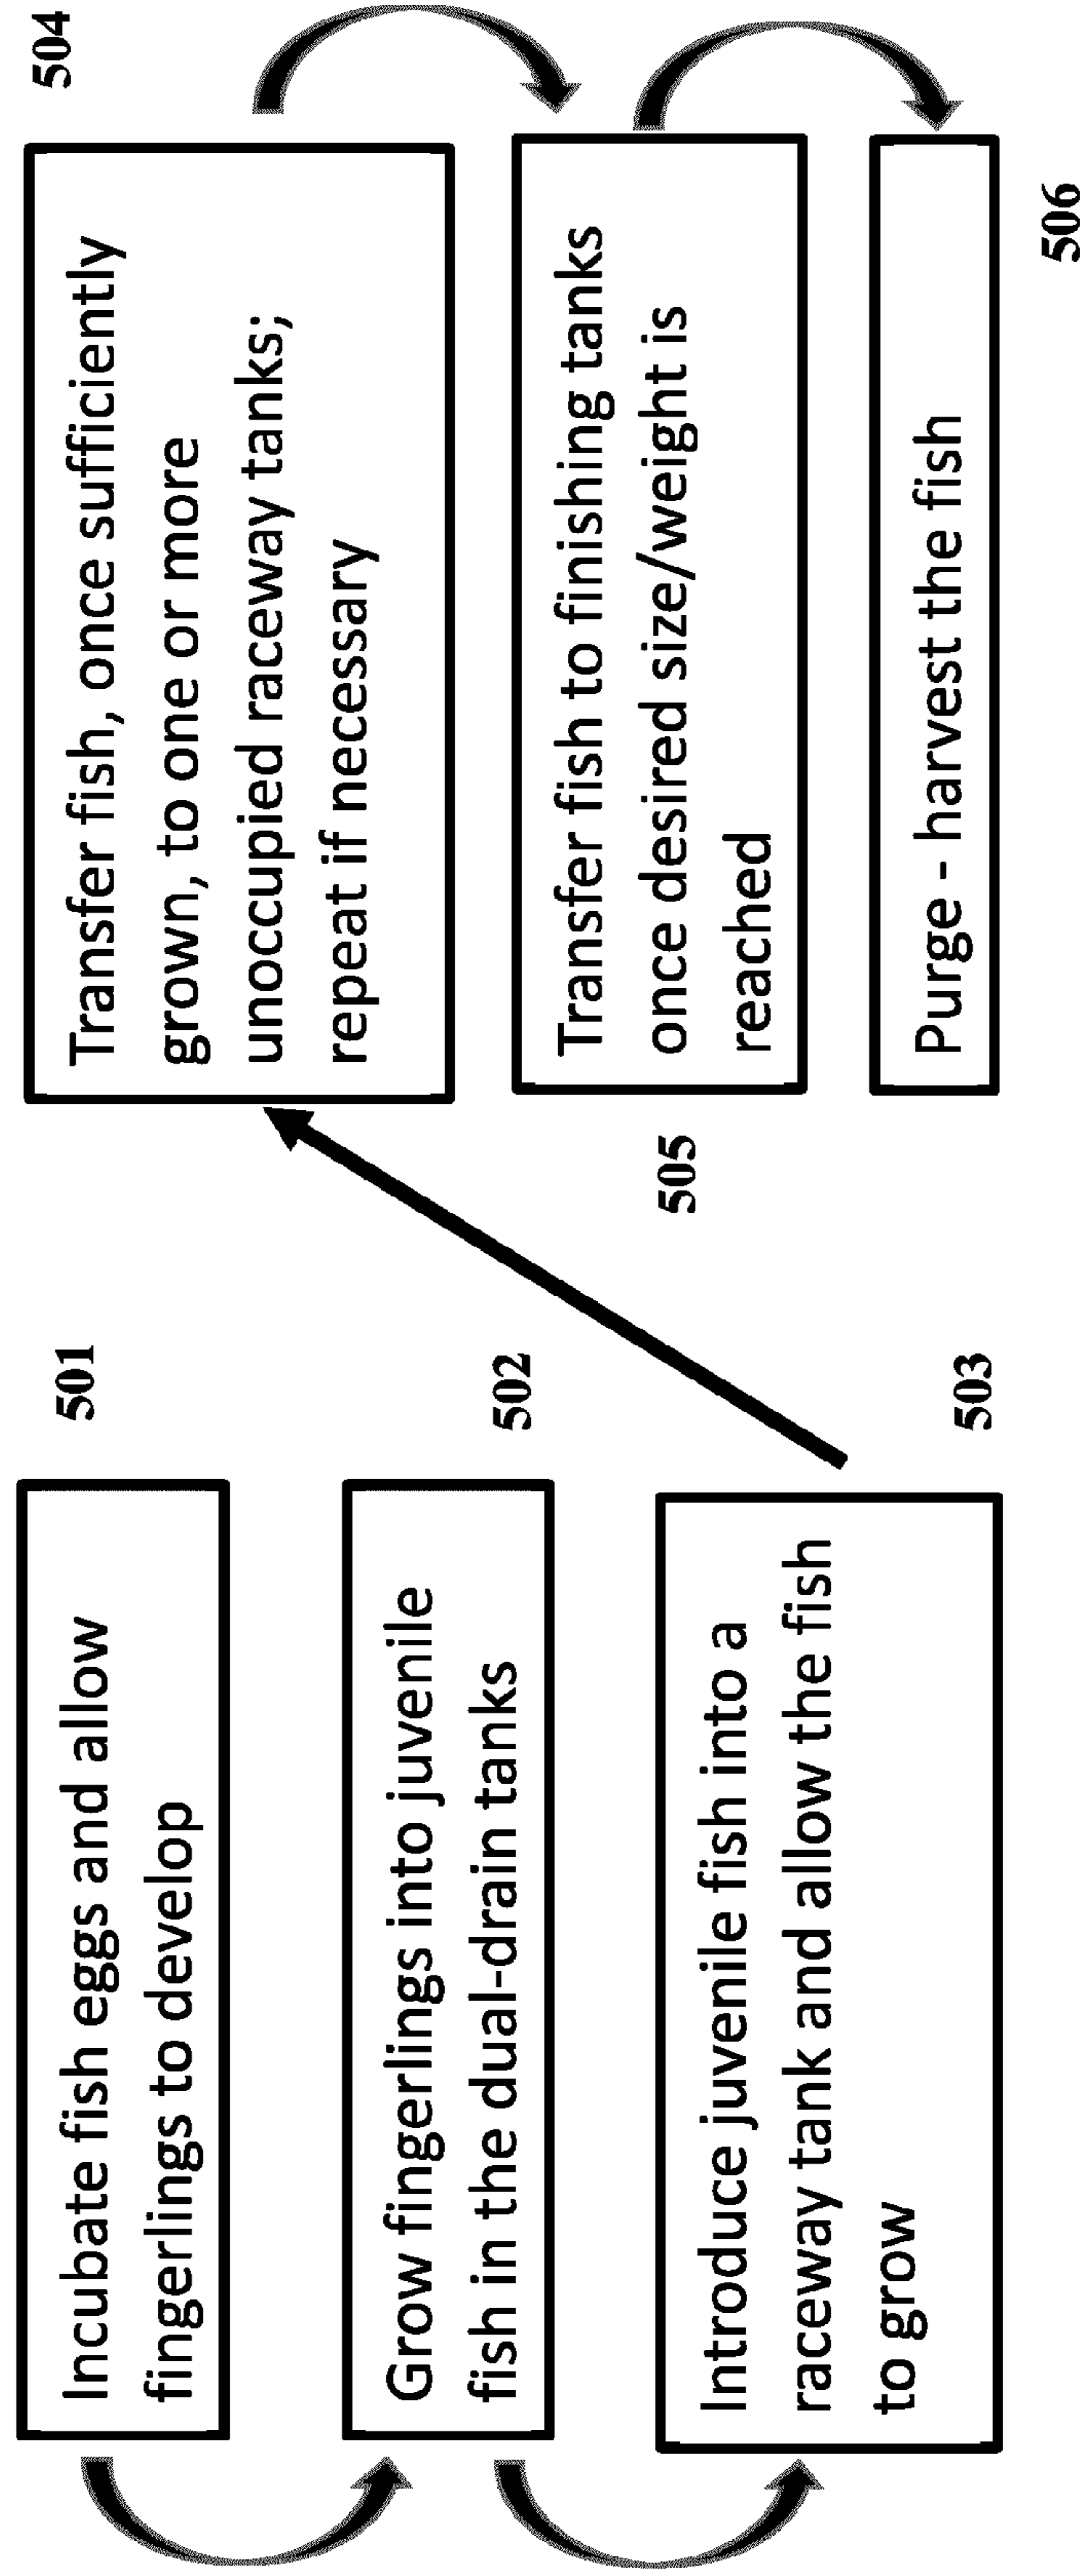 501
Incubate fish eggs and allow
fingerlings to develop
502
Grow fingerlings into juvenile
fish in the dual-drain tanks
503
Introduce juvenile fish into a
raceway tank and allow the fish
to grow
504
Transfer fish, once sufficiently
grown, to one or more
unoccupied raceway tanks;
repeat if necessary
505
Transfer fish to finishing tanks
once desired size/weight is
reached
506
Purge - harvest the fish